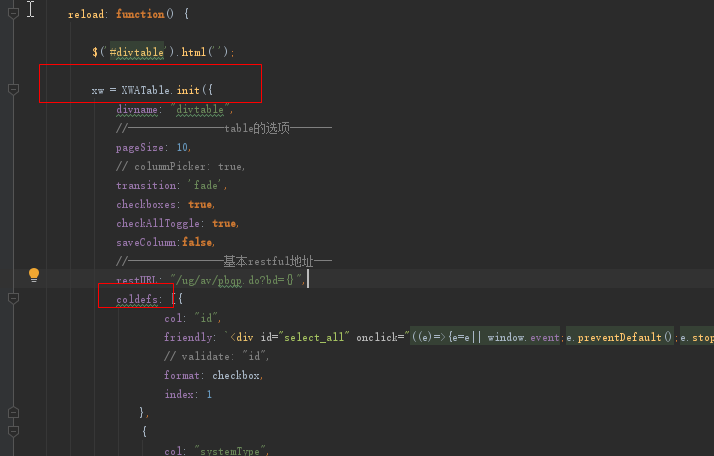 reload: function() {
$('#divtable').html('');
xw = XWATable.init({
divname: "divtable",
//————————————table的选项—————
pageSize: 10,
// columnPicker: true,
transition: 'fade',
checkboxes: true,
checkAllToggle: true,
saveColumn:false,
//————————————基本restful地址——
restURL: "/ug/av/pbqp.do?bd={}",
coldefs: [{
col: "id",
friendly: `<div id="select_all" onclick="((e)=>{e=e|| window.event;e.preventDefault();e.stop
// validate: "id",
format: checkbox,
index: 1
},
{
col: "systemType",